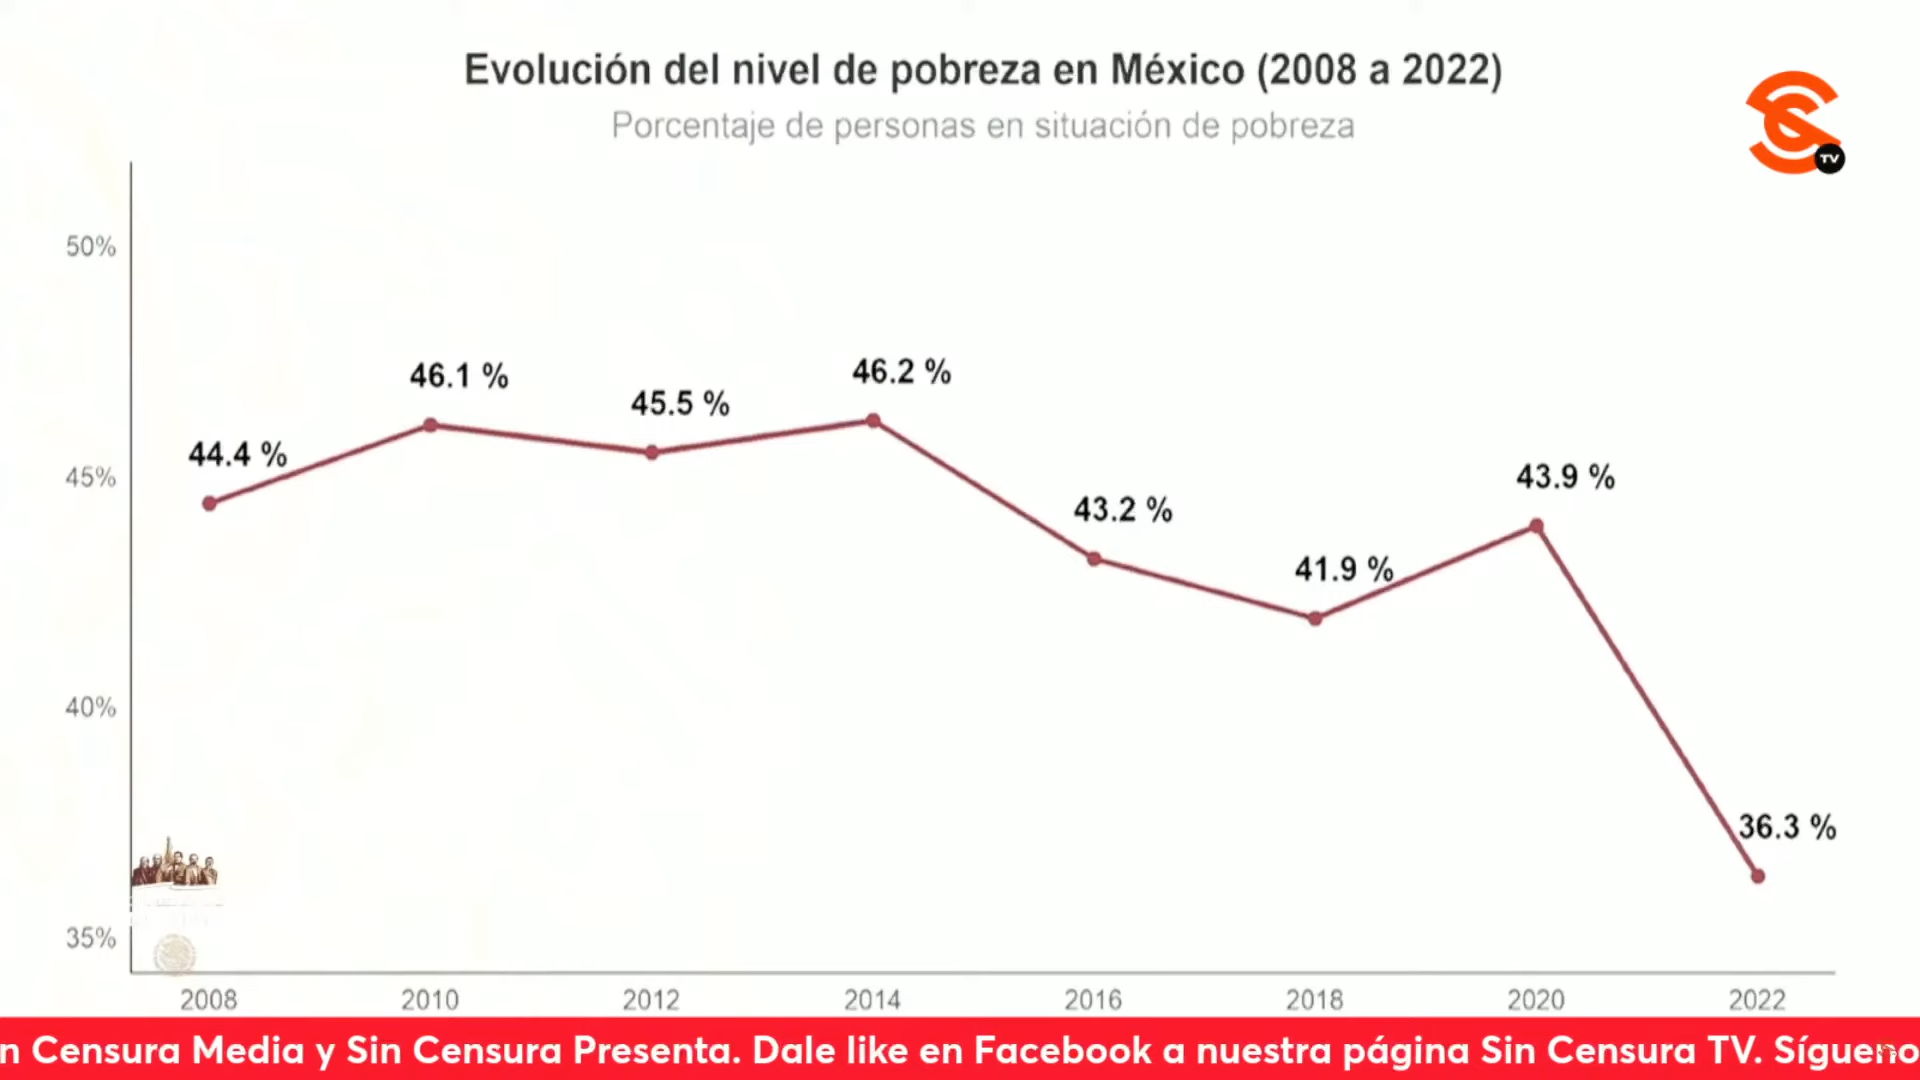 Evolución del nivel de pobreza en México (2008 a 2022)
Porcentaje de personas en situación de pobreza
TV
50%
45%
40%
35%
44.4 %
46.1 %
45.5 %
46.2 %
43.2 %
41.9 %
43.9 %
36.3 %
2008 2010 2012 2014 2016 2018 2020 2022
n Censura Media y Sin Censura Presenta. Dale like en Facebook a nuestra página Sin Censura TV. Sígueno